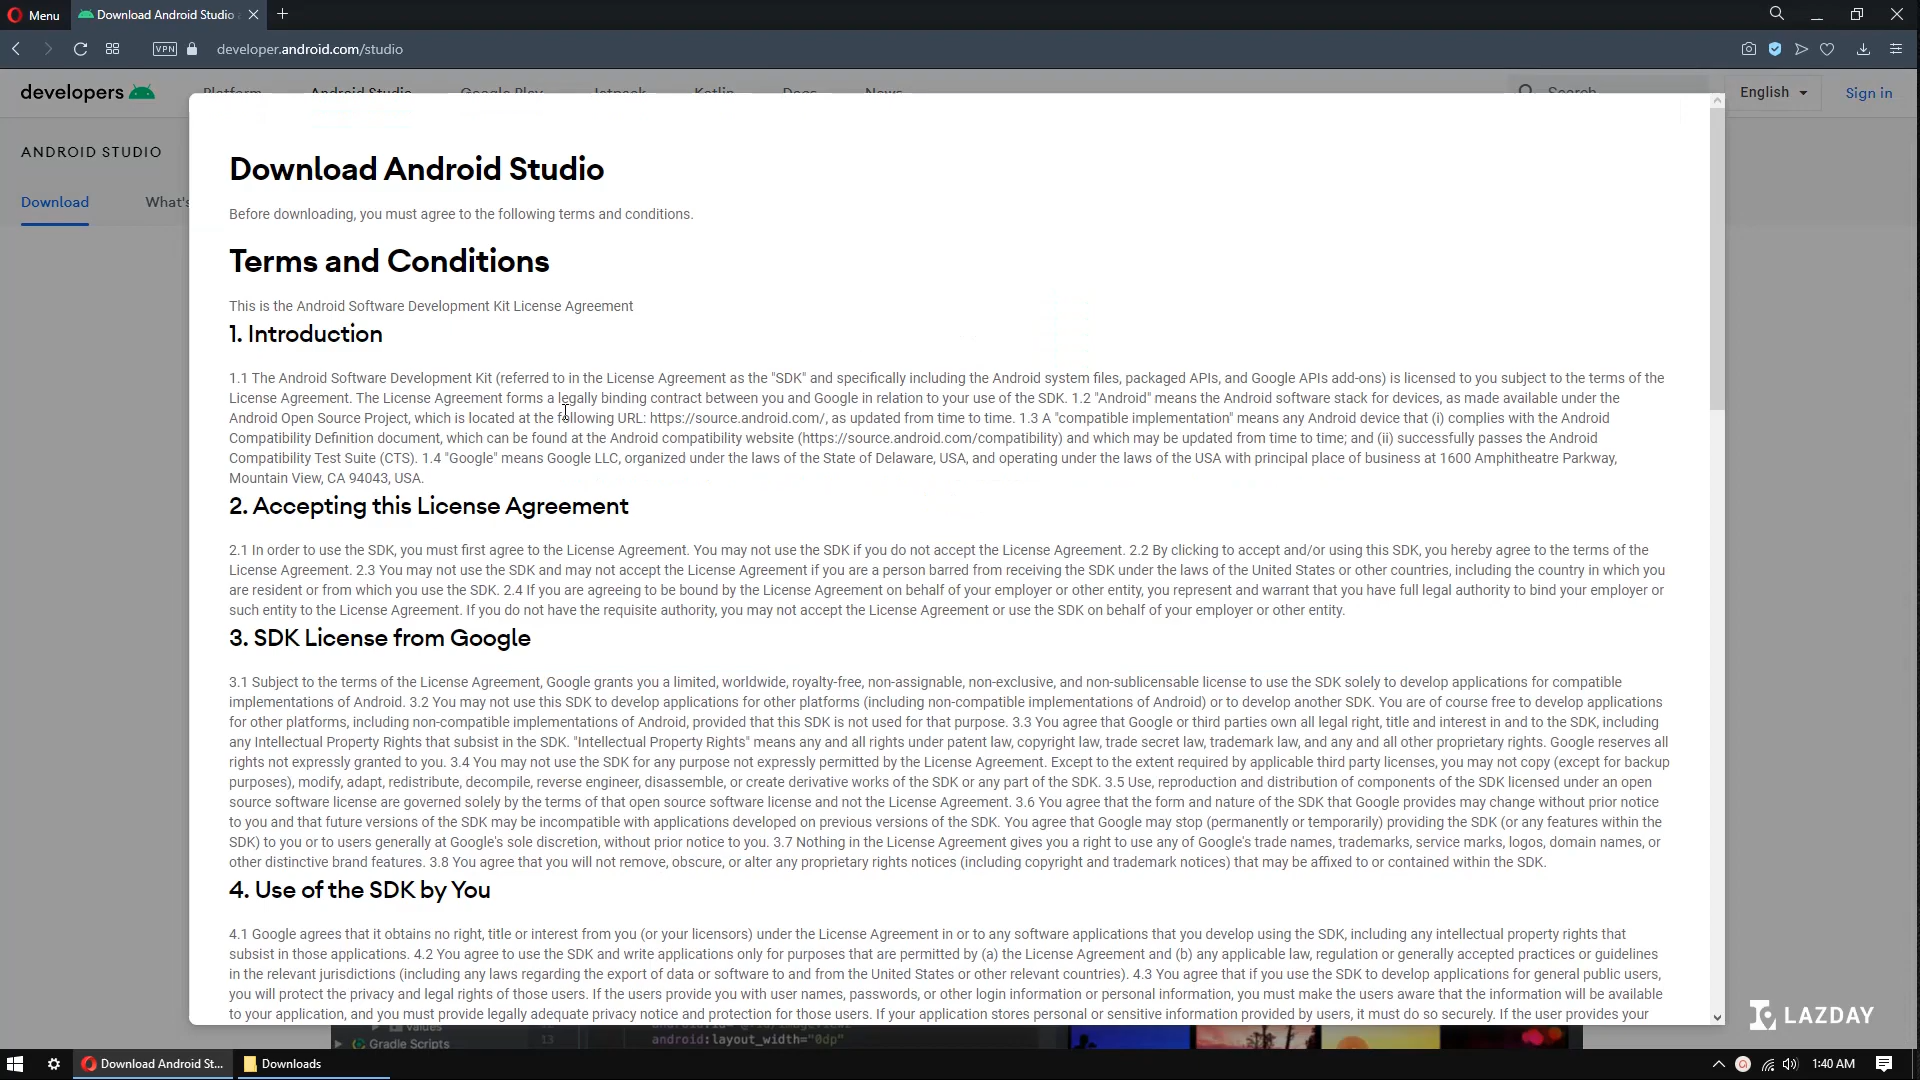 Menu
Download Android Studio
VPN
developer.android.com/studio
developers
Platform
Android Studio
Google Play
Jetpack
Kotlin
Docs
News
Search
English
Sign in
ANDROID STUDIO
Download
What's
Download Android Studio
Before downloading, you must agree to the following terms and conditions.
Terms and Conditions
This is the Android Software Development Kit License Agreement
1. Introduction
1.1 The Android Software Development Kit (referred to in the License Agreement as the "SDK" and specifically including the Android system files, packaged APIs, and Google APIs add-ons) is licensed to you subject to the terms of the
License Agreement. The License Agreement forms a legally binding contract between you and Google in relation to your use of the SDK. 1.2 "Android" means the Android software stack for devices, as made available under the
Android Open Source Project, which is located at the following URL: https://source.android.com/, as updated from time to time. 1.3 A "compatible implementation" means any Android device that (i) complies with the Android
Compatibility Definition document, which can be found at the Android compatibility website (https://source.android.com/compatibility) and which may be updated from time to time; and (ii) successfully passes the Android
Compatibility Test Suite (CTS). 1.4 "Google" means Google LLC, organized under the laws of the State of Delaware, USA, and operating under the laws of the USA with principal place of business at 1600 Amphitheatre Parkway,
Mountain View, CA 94043, USA.
2. Accepting this License Agreement
2.1 In order to use the SDK, you must first agree to the License Agreement. You may not use the SDK if you do not accept the License Agreement. 2.2 By clicking to accept and/or using this SDK, you hereby agree to the terms of the
License Agreement. 2.3 You may not use the SDK and may not accept the License Agreement if you are a person barred from receiving the SDK under the laws of the United States or other countries, including the country in which you
are resident or from which you use the SDK. 2.4 If you are agreeing to be bound by the License Agreement on behalf of your employer or other entity, you represent and warrant that you have full legal authority to bind your employer or
such entity to the License Agreement. If you do not have the requisite authority, you may not accept the License Agreement or use the SDK on behalf of your employer or other entity.
3. SDK License from Google
3.1 Subject to the terms of the License Agreement, Google grants you a limited, worldwide, royalty-free, non-assignable, non-exclusive, and non-sublicensable license to use the SDK solely to develop applications for compatible
implementations of Android. 3.2 You may not use this SDK to develop applications for other platforms (including non-compatible implementations of Android) or to develop another SDK. You are of course free to develop applications
for other platforms, including non-compatible implementations of Android, provided that this SDK is not used for that purpose. 3.3 You agree that Google or third parties own all legal right, title and interest in and to the SDK, including
any Intellectual Property Rights that subsist in the SDK. "Intellectual Property Rights" means any and all rights under patent law, copyright law, trade secret law, trademark law, and any and all other proprietary rights. Google reserves all
rights not expressly granted to you. 3.4 You may not use the SDK for any purpose not expressly permitted by the License Agreement. Except to the extent required by applicable third party licenses, you may not copy (except for backup
purposes), modify, adapt, redistribute, decompile, reverse engineer, disassemble, or create derivative works of the SDK or any part of the SDK. 3.5 Use, reproduction and distribution of components of the SDK licensed under an open
source software license are governed solely by the terms of that open source software license and not the License Agreement. 3.6 You agree that the form and nature of the SDK that Google provides may change without prior notice
to you and that future versions of the SDK may be incompatible with applications developed on previous versions of the SDK. You agree that Google may stop (permanently or temporarily) providing the SDK (or any features within the
SDK) to you or to users generally at Google's sole discretion, without prior notice to you. 3.7 Nothing in the License Agreement gives you a right to use any of Google's trade names, trademarks, service marks, logos, domain names, or
other distinctive brand features. 3.8 You agree that you will not remove, obscure, or alter any proprietary rights notices (including copyright and trademark notices) that may be affixed to or contained within the SDK.
4. Use of the SDK by You
4.1 Google agrees that it obtains no right, title or interest from you (or your licensors) under the License Agreement in or to any software applications that you develop using the SDK, including any intellectual property rights that
subsist in those applications. 4.2 You agree to use the SDK and write applications only for purposes that are permitted by (a) the License Agreement and (b) any applicable law, regulation or generally accepted practices or guidelines
in the relevant jurisdictions (including any laws regarding the export of data or software to and from the United States or other relevant countries). 4.3 You agree that if you use the SDK to develop applications for general public users,
you will protect the privacy and legal rights of those users. If the users provide you with user names, passwords, or other login information or personal information, you must make the users aware that the information will be available
to your application, and you must provide legally adequate privacy notice and protection for those users. If your application stores personal or sensitive information provided by users, it must do so securely. If the user provides your
values
Gradle Scripts
13
android:layout_width="0dp"
LAZDAY
Download Android St...
Downloads
1:40 AM